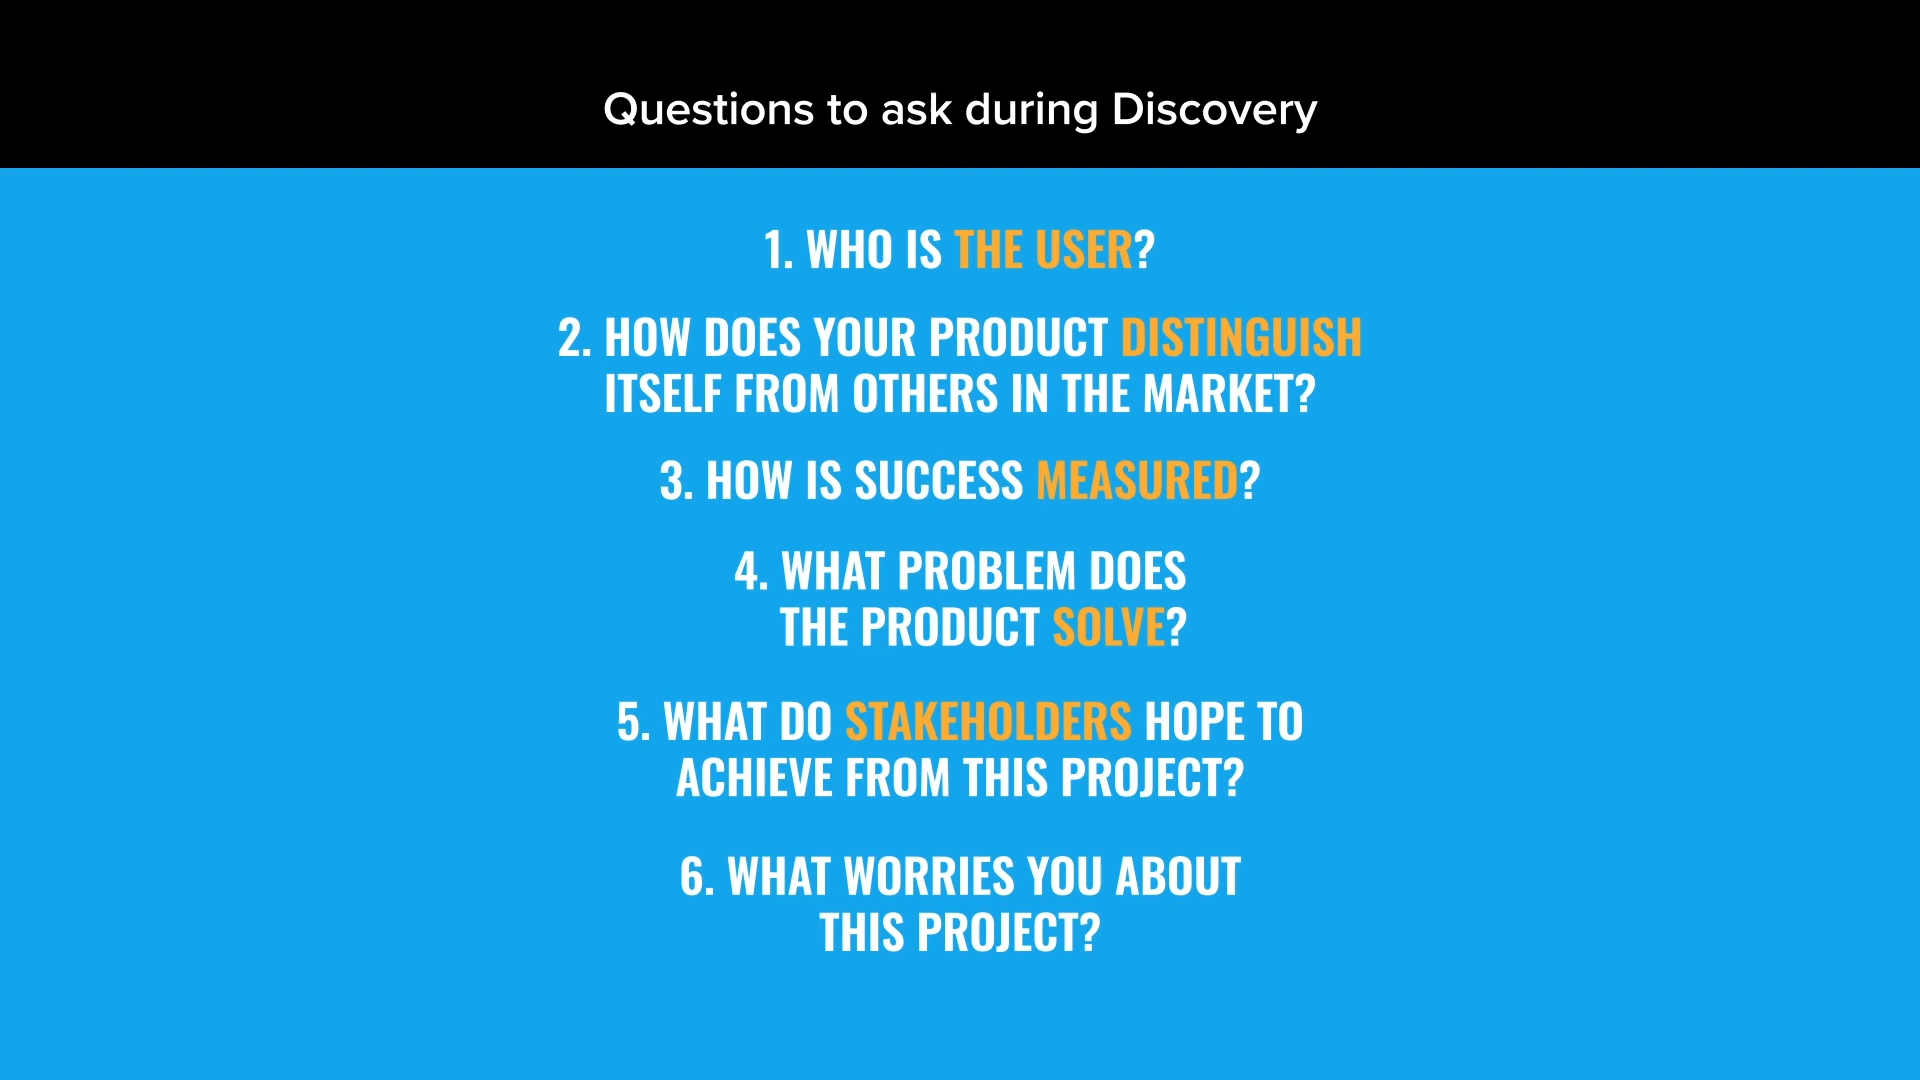 Questions to ask during Discovery
1. WHO IS THE USER?
2. HOW DOES YOUR PRODUCT DISTINGUISH
ITSELF FROM OTHERS IN THE MARKET?
3. HOW IS SUCCESS MEASURED?
4. WHAT PROBLEM DOES
THE PRODUCT SOLVE?
5. WHAT DO STAKEHOLDERS HOPE TO
ACHIEVE FROM THIS PROJECT?
6. WHAT WORRIES YOU ABOUT
THIS PROJECT?